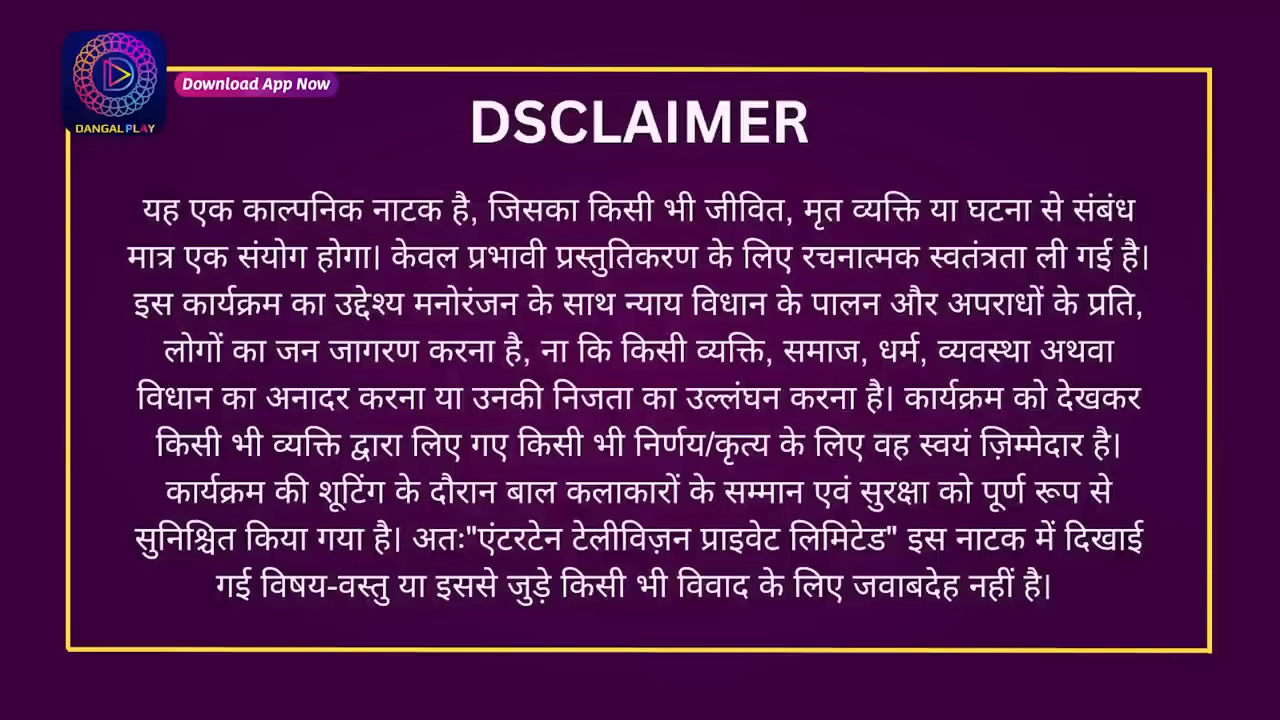 DANGAL PLAY
Download App Now
DSCLAIMER
यह एक काल्पनिक नाटक है, जिसका किसी भी जीवित, मृत व्यक्ति या घटना से संबंध
मात्र एक संयोग होगा। केवल प्रभावी प्रस्तुतिकरण के लिए रचनात्मक स्वतंत्रता ली गई है।
इस कार्यक्रम का उद्देश्य मनोरंजन के साथ न्याय विधान के पालन और अपराधों के प्रति,
लोगों का जन जागरण करना है, ना कि किसी व्यक्ति, समाज, धर्म, व्यवस्था अथवा
विधान का अनादर करना या उनकी निजता का उल्लंघन करना है। कार्यक्रम को देखकर
किसी भी व्यक्ति द्वारा लिए गए किसी भी निर्णय/कृत्य के लिए वह स्वयं ज़िम्मेदार है।
कार्यक्रम की शूटिंग के दौरान बाल कलाकारों के सम्मान एवं सुरक्षा को पूर्ण रूप से
सुनिश्चित किया गया है। अतः"एंटरटेन टेलीविज़न प्राइवेट लिमिटेड" इस नाटक में दिखाई
गई विषय-वस्तु या इससे जुड़े किसी भी विवाद के लिए जवाबदेह नहीं है।